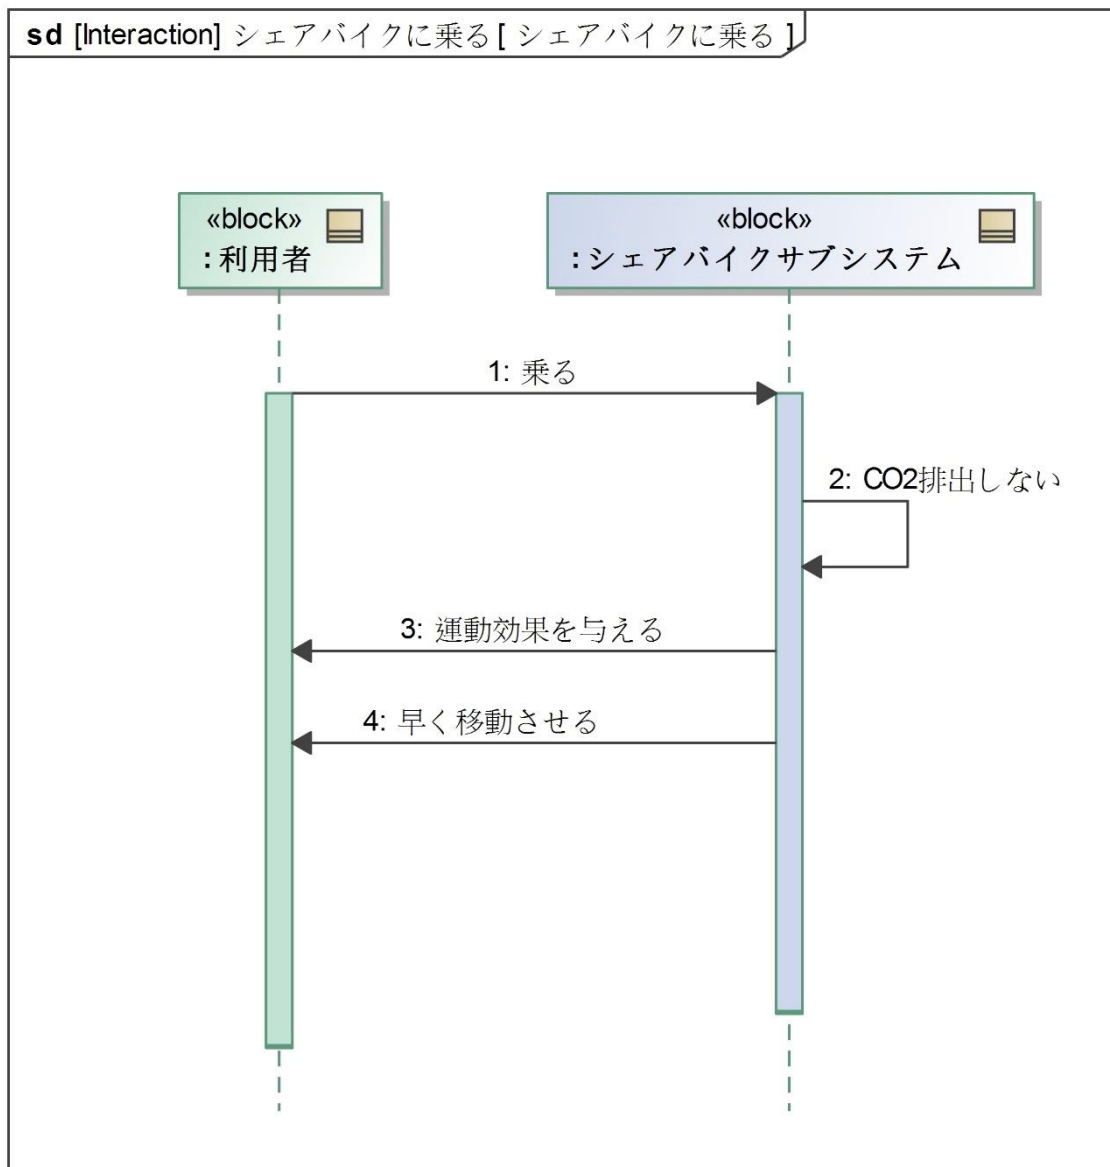 sd [Interaction] シェアバイクに乗る[ シェアバイクに乗る ]
«block»
:利用者
«block»
:シェアバイクサブシステム
1: 乗る
2: CO2排出しない
3: 運動効果を与える
4: 早く移動させる